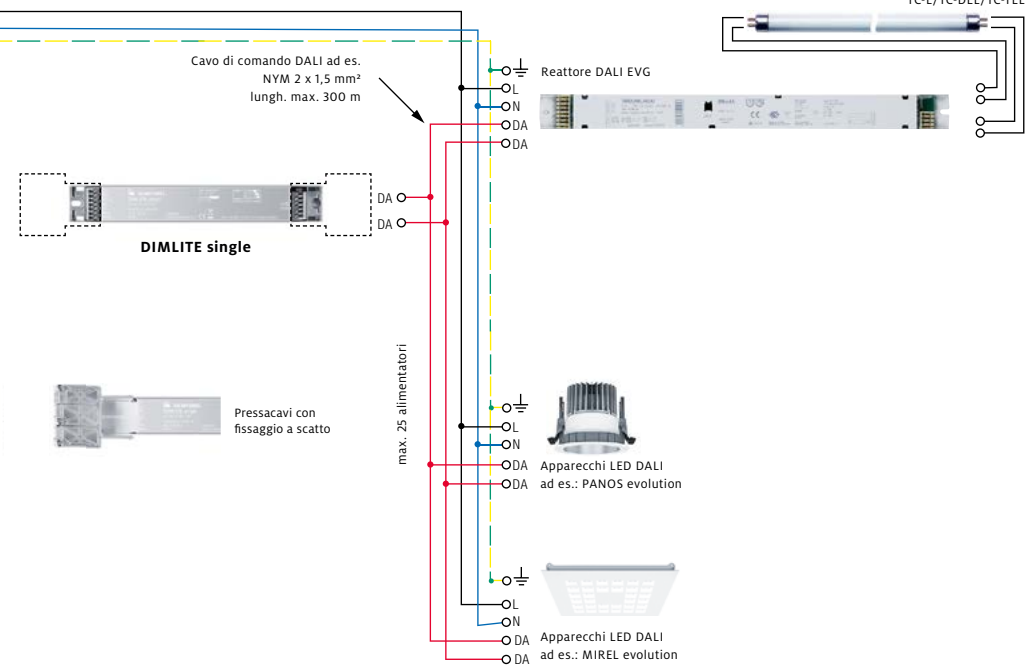 TC-L/TC-DEL/TC-TEL
Cavo di comando DALI ad es.
NYM 2 x 1,5 mm²
lungh. max. 300 m
Reattore DALI EVG
L
N
DA
DA
DA
DA
DIMLITE single
max. 25 alimentatori
Pressacavi con
fissaggio a scatto
L
N
DA
DA
Apparecchi LED DALI
ad es.: PANOS evolution
L
N
DA
DA
Apparecchi LED DALI
ad es.: MIREL evolution